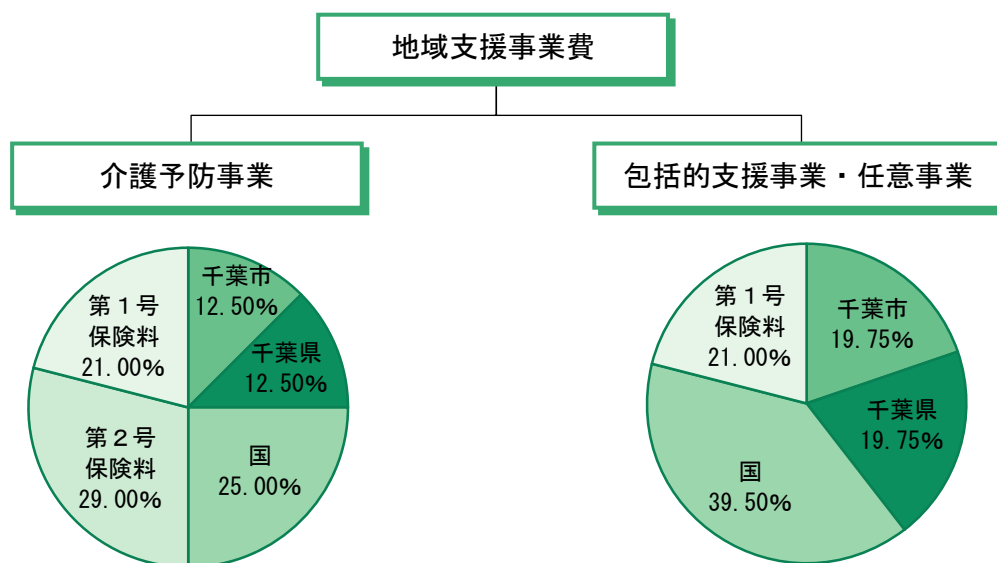 地域支援事業費
介護予防事業
包括的支援事業・任意事業
千葉市
12.50%
千葉県
12.50%
国
25.00%
第２号
保険料
29.00%
第１号
保険料
21.00%
千葉市
19.75%
千葉県
19.75%
国
39.50%
第１号
保険料
21.00%